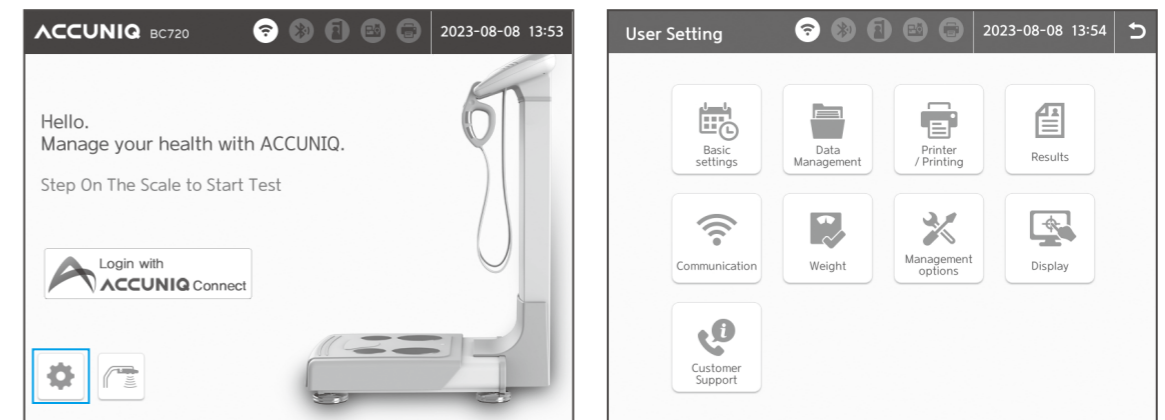 ACCUNIQ BC720
2023-08-08 13:53
Hello.
Manage your health with ACCUNIQ.
Step On The Scale to Start Test
Login with
ACCUNIQ Connect
User Setting
2023-08-08 13:54
Basic
settings
Data
Management
Printer
/ Printing
Results
Communication
Weight
Management
options
Display
Customer
Support